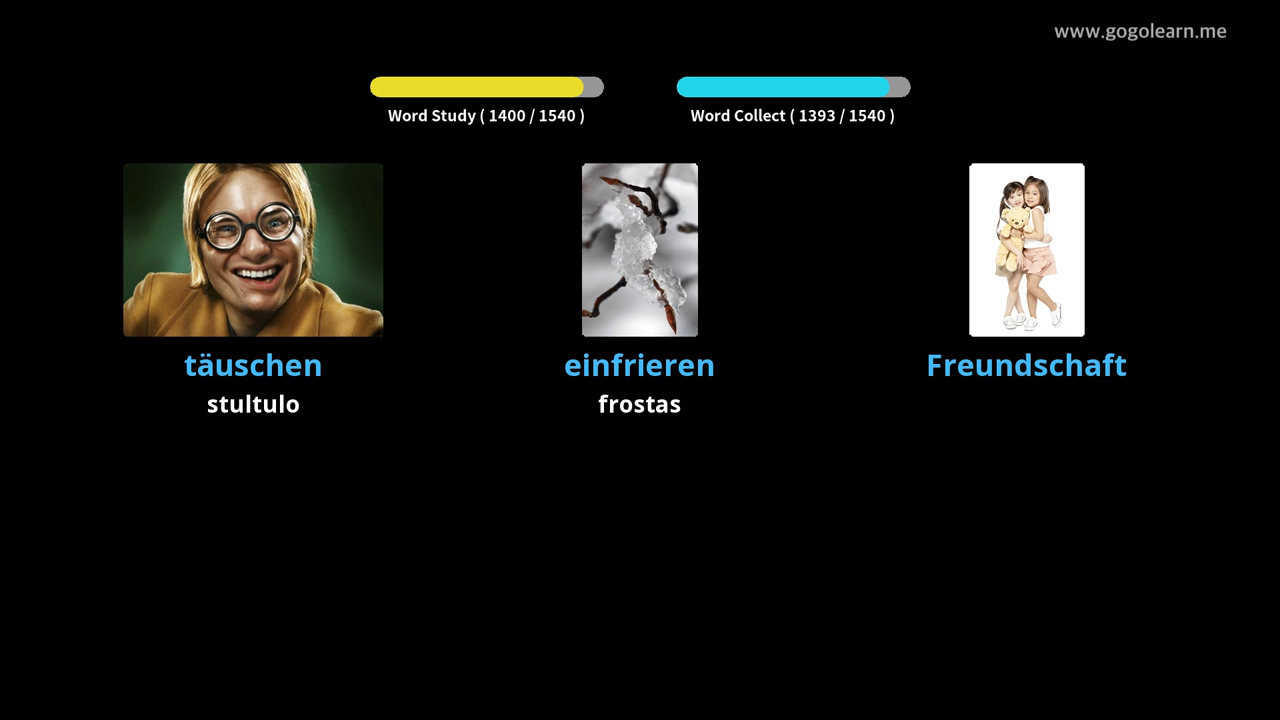 www.gogolearn.me
Word Study ( 1400 / 1540 )
Word Collect ( 1393 / 1540 )
täuschen
einfrieren
Freundschaft
stultulo
frostas